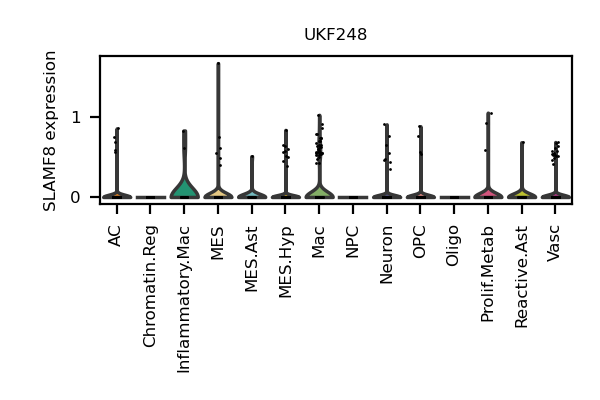 UKF248
SLAMF8 expression
1
0
AC
Chromatin.Reg
Inflammatory.Mac
MES
MES.Ast
MES.Hyp
Mac
NPC
Neuron
OPC
Oligo
Prolif.Metab
Reactive.Ast
Vasc